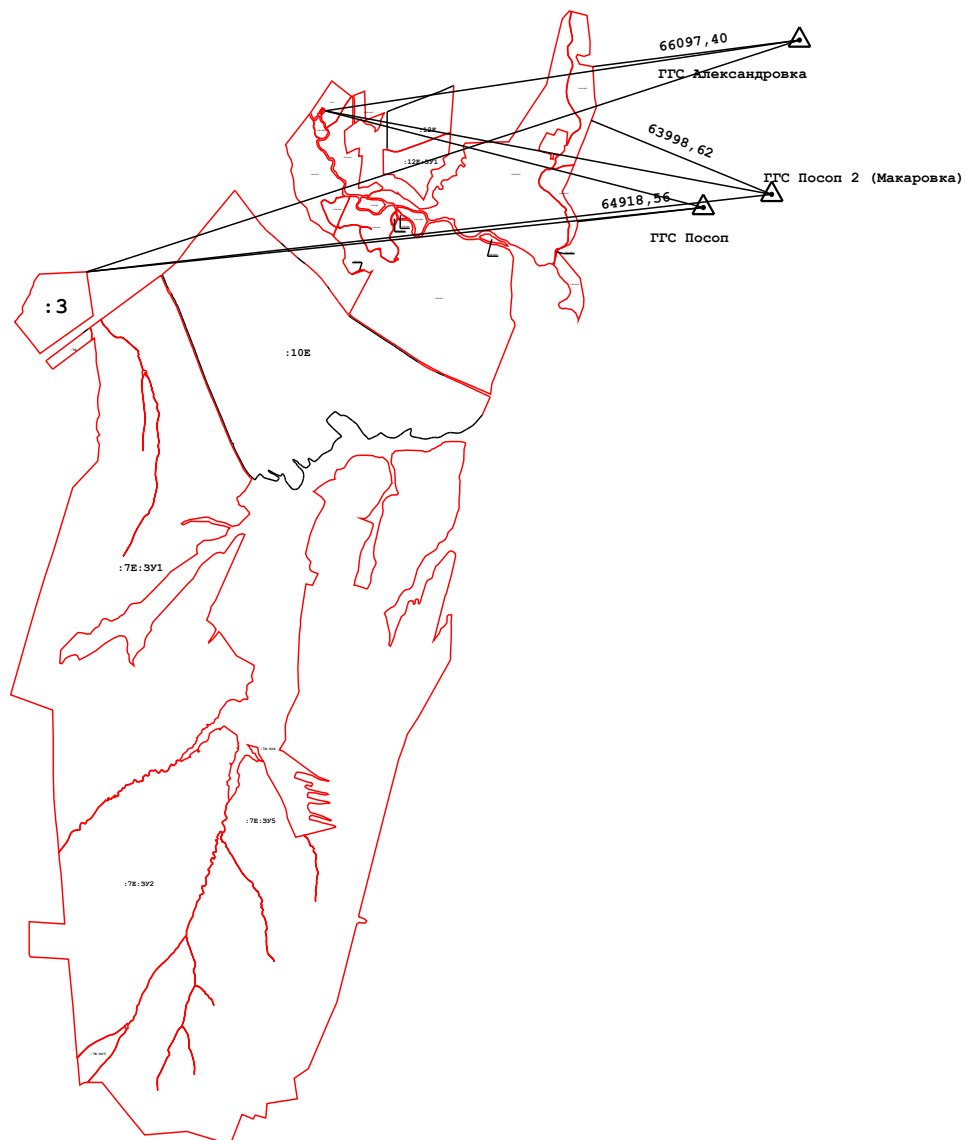 66097,40
ГГС Александровка
:12Е
63998,62
:12Е:ЗУ1
ГГС Посоп 2 (Макаровка)
64918,56
ГГС Посоп
:3
:10Е
:7Е:ЗУ1
:7Е:ЗУ5
:7Е:ЗУ2